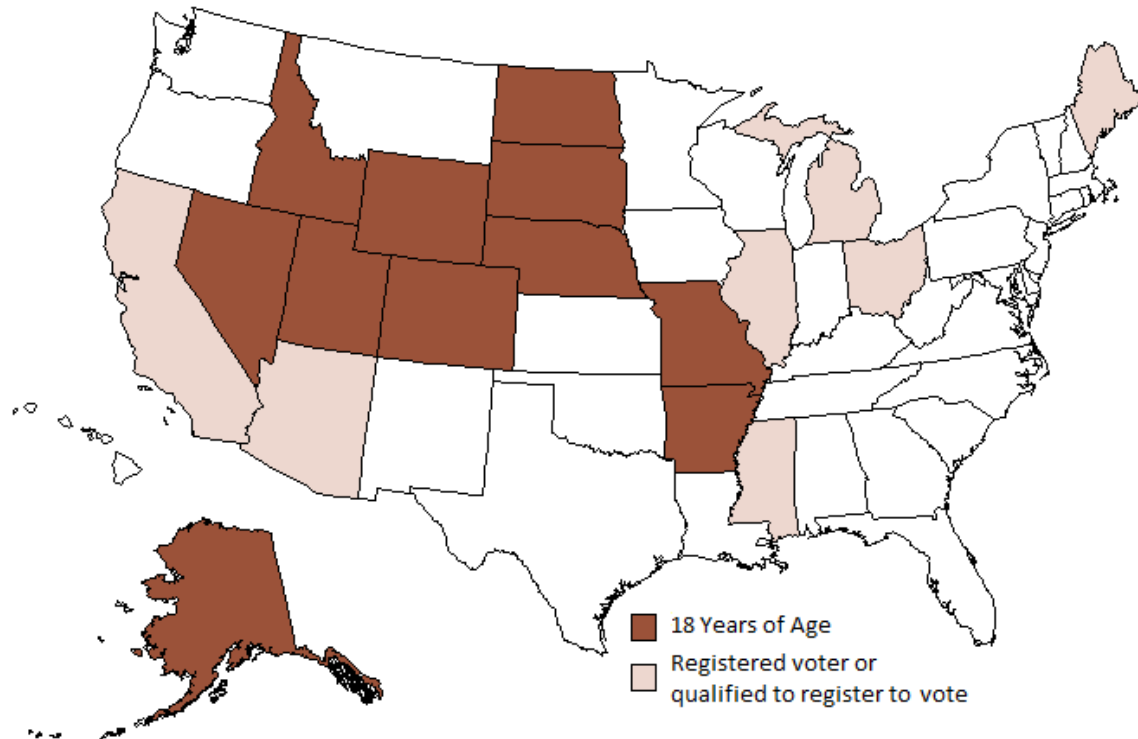 18 Years of Age
Registered voter or
qualified to register to vote